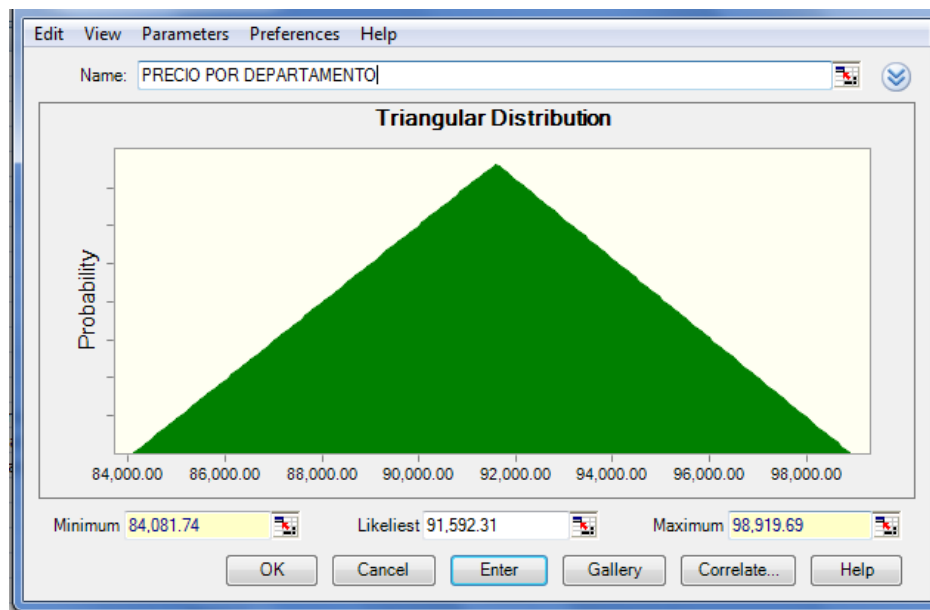 Edit View Parameters Preferences Help
Name: PRECIO POR DEPARTAMENTO
Triangular Distribution
Probability
84,000.00 86,000.00 88,000.00 90,000.00 92,000.00 94,000.00 96,000.00 98,000.00
Minimum 84,081.74 Likeliest 91,592.31 Maximum 98,919.69
OK Cancel Enter Gallery Correlate... Help